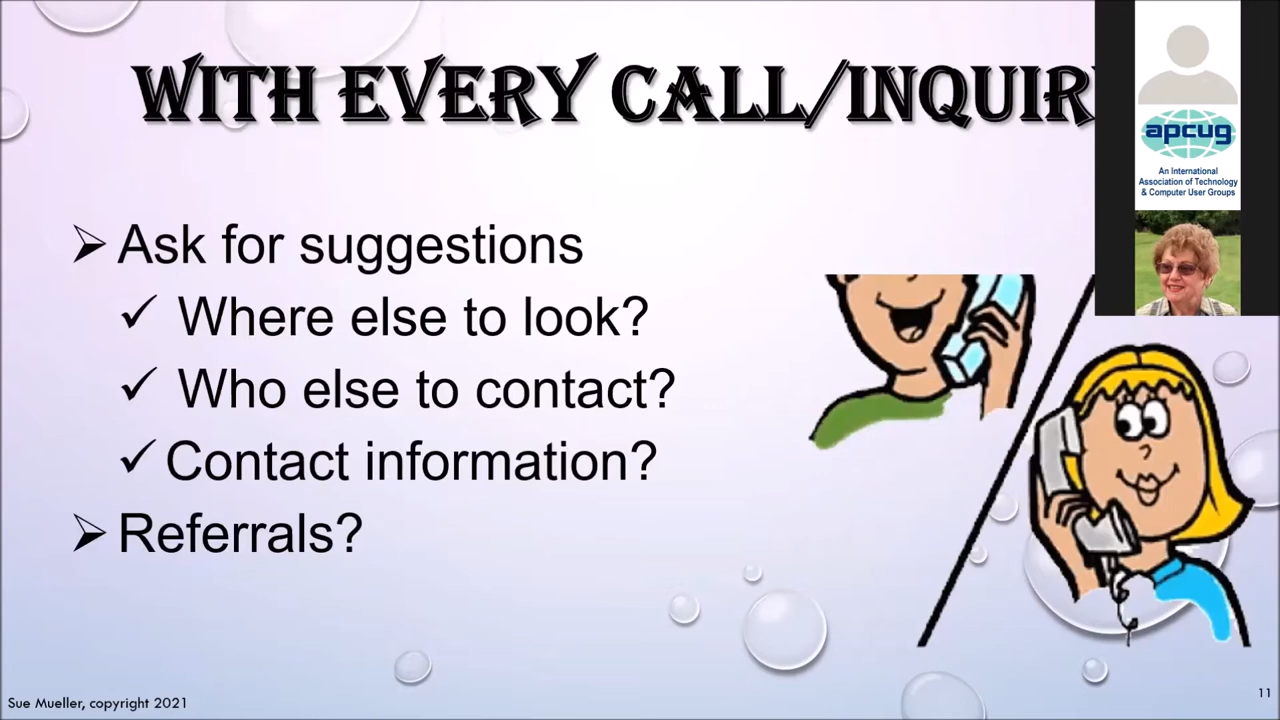 WITH EVERY CALL/INQUIR
➢ Ask for suggestions
✓ Where else to look?
✓ Who else to contact?
✓ Contact information?
➢ Referrals?
apcug
An International
Association of Technology
& Computer User Groups
Sue Mueller, copyright 2021
11